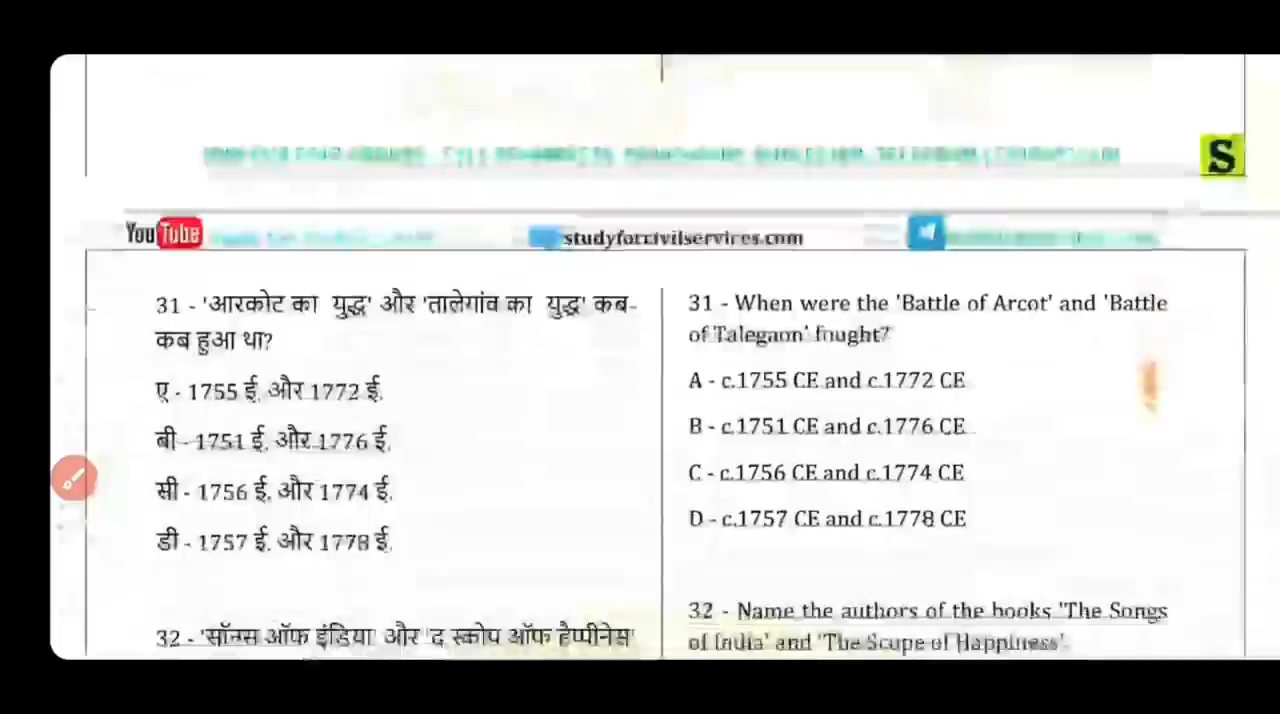 S
YouTube
studyforcivilservires.com
31 - 'आरकोट का युद्ध' और 'तालेगांव का युद्ध' कब-
कब हुआ था?
ए - 1755 ई. और 1772 ई.
बी - 1751 ई. और 1776 ई.
सी - 1756 ई. और 1774 ई.
डी - 1757 ई. और 1778 ई.
32 - 'सॉन्ग्स ऑफ इंडिया' और 'द स्कोप ऑफ हैप्पीनेस'
31 - When were the 'Battle of Arcot' and 'Battle
of Talegaon' fought?
A - c.1755 CE and c.1772 CE
B - c.1751 CE and c.1776 CE
C - c.1756 CE and c.1774 CE
D - c.1757 CE and c.1778 CE
32 - Name the authors of the books 'The Songs
of India' and 'The Scope of Happiness'.